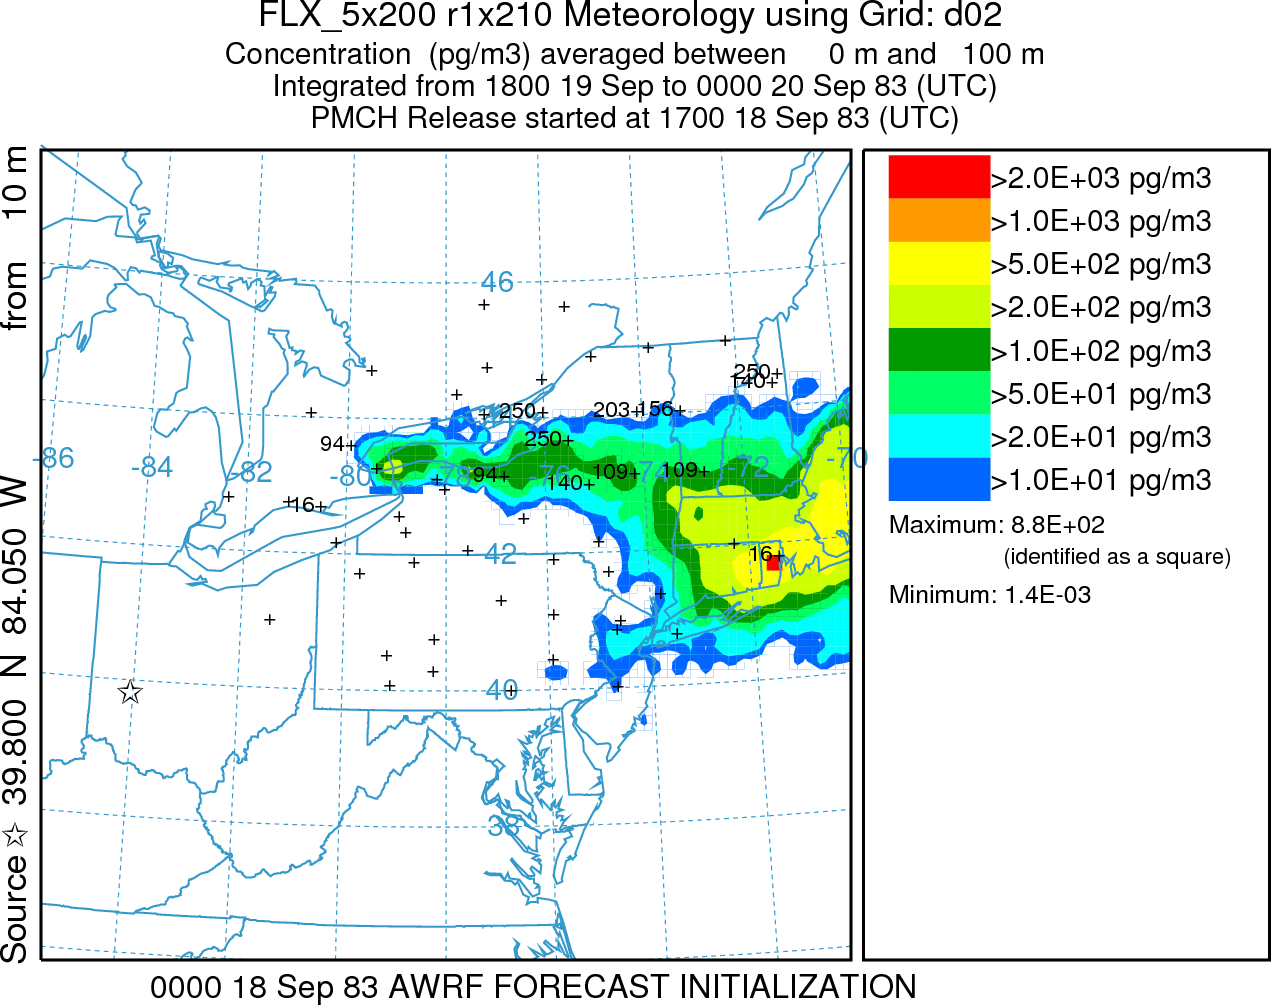 FLX_5x200 r1x210 Meteorology using Grid: d02
Concentration (pg/m3) averaged between 0 m and 100 m
Integrated from 1800 19 Sep to 0000 20 Sep 83 (UTC)
PMCH Release started at 1700 18 Sep 83 (UTC)
Source ☆ 39.800 N 84.050 W from 10 m
46
250+
140+
250+
203+
156+
94+
250+
-86
-84
-82
-80
-78
94+
-76
140+
109+
-74
109+
-72
-70
16+
42
16+
40
38
>2.0E+03 pg/m3
>1.0E+03 pg/m3
>5.0E+02 pg/m3
>2.0E+02 pg/m3
>1.0E+02 pg/m3
>5.0E+01 pg/m3
>2.0E+01 pg/m3
>1.0E+01 pg/m3
Maximum: 8.8E+02
(identified as a square)
Minimum: 1.4E-03
0000 18 Sep 83 AWRF FORECAST INITIALIZATION